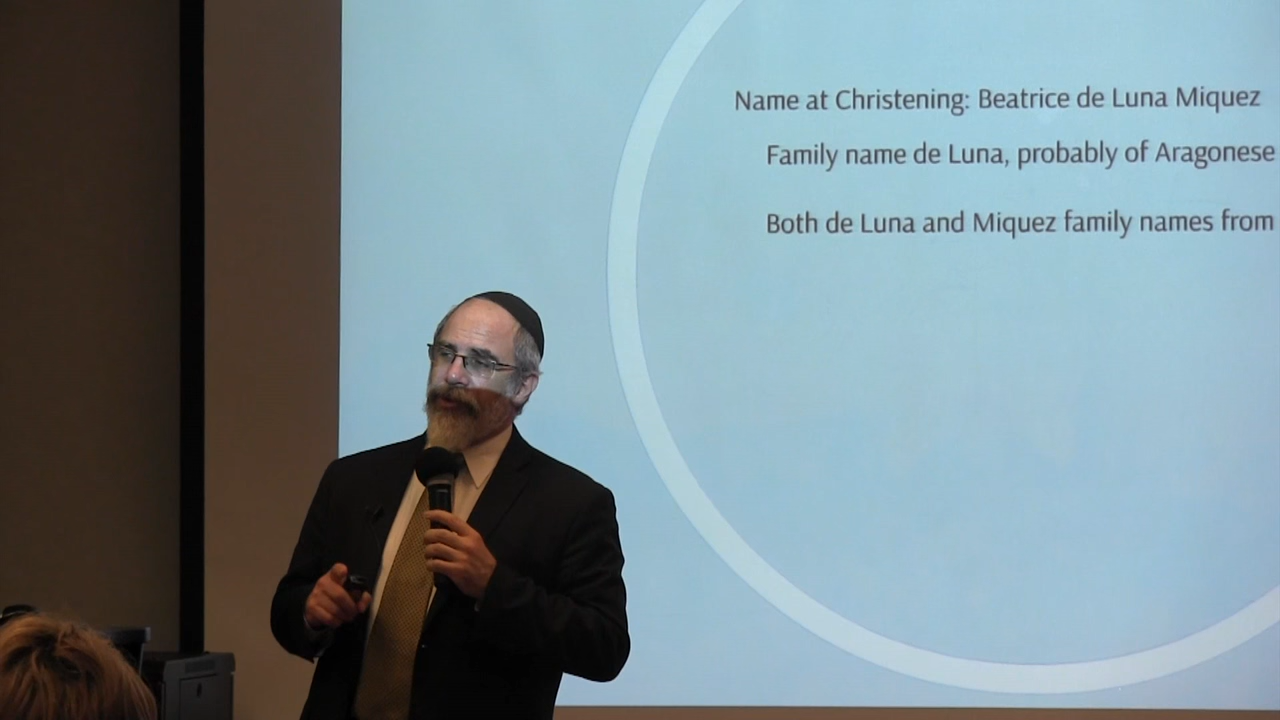 Name at Christening: Beatrice de Luna Miquez
Family name de Luna, probably of Aragonese
Both de Luna and Miquez family names from